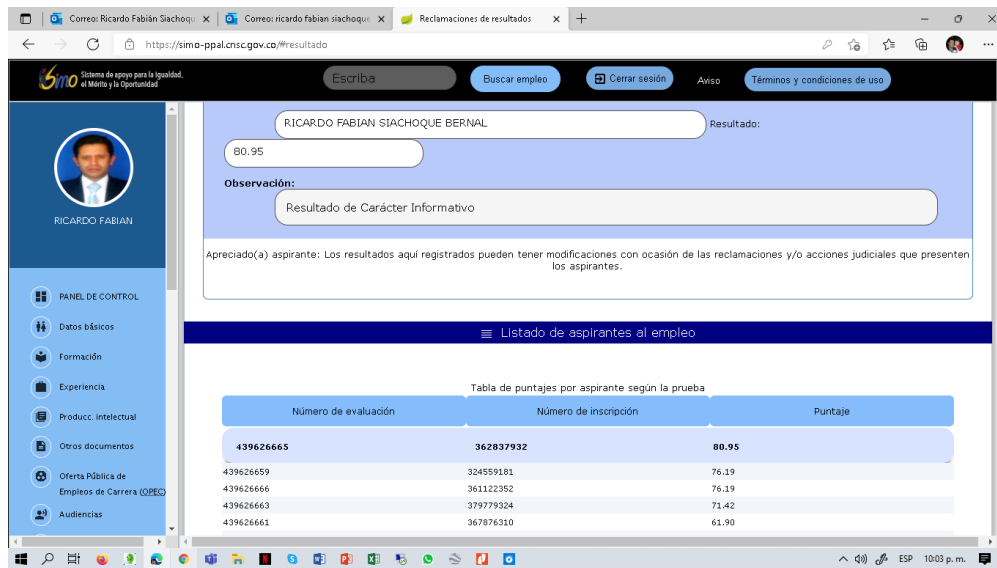 Correo: Ricardo Fabián Siachoqu
Correo: ricardo fabian siachoque
Reclamaciones de resultados
https://simo-ppal.cnsc.gov.co/#resultado
Simo Sistema de apoyo para la Igualdad,
el Mérito y la Oportunidad
Escriba
Buscar empleo
Cerrar sesión
Aviso
Términos y condiciones de uso
RICARDO FABIAN
PANEL DE CONTROL
Datos básicos
Formación
Experiencia
Producc. intelectual
Otros documentos
Oferta Pública de
Empleos de Carrera (OPEC)
Audiencias
RICARDO FABIAN SIACHOQUE BERNAL
Resultado:
80.95
Observación:
Resultado de Carácter Informativo
Apreciado(a) aspirante: Los resultados aquí registrados pueden tener modificaciones con ocasión de las reclamaciones y/o acciones judiciales que presenten
los aspirantes.
Listado de aspirantes al empleo
Tabla de puntajes por aspirante según la prueba
Número de evaluación Número de inscripción Puntaje
439626665 362837932 80.95
439626659 324559181 76.19
439626666 361122352 76.19
439626663 379779324 71.42
439626661 367876310 61.90
ESP 10:03 p. m.